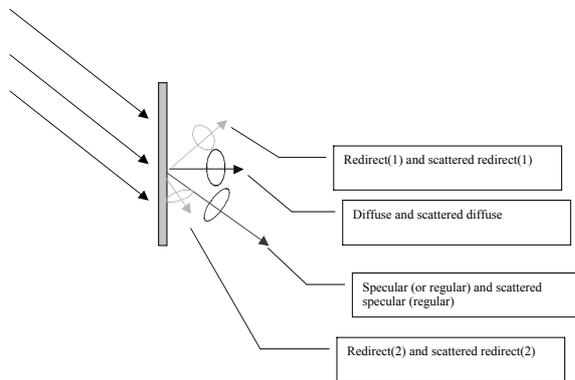 Redirect(1) and scattered redirect(1)
Diffuse and scattered diffuse
Specular (or regular) and scattered
specular (regular)
Redirect(2) and scattered redirect(2)